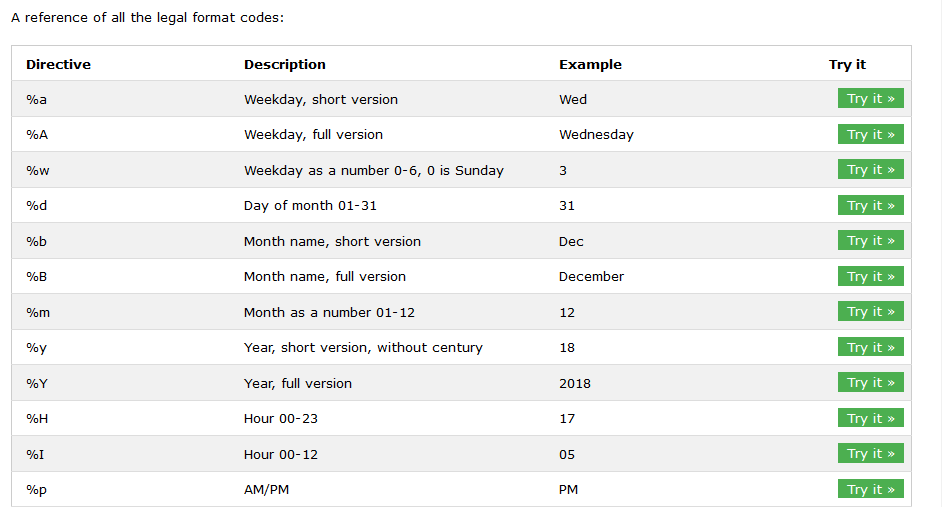 A reference of all the legal format codes:
Directive Description Example Try it
%a Weekday, short version Wed Try it »
%A Weekday, full version Wednesday Try it »
%w Weekday as a number 0-6, 0 is Sunday 3 Try it »
%d Day of month 01-31 31 Try it »
%b Month name, short version Dec Try it »
%B Month name, full version December Try it »
%m Month as a number 01-12 12 Try it »
%y Year, short version, without century 18 Try it »
%Y Year, full version 2018 Try it »
%H Hour 00-23 17 Try it »
%I Hour 00-12 05 Try it »
%p AM/PM PM Try it »